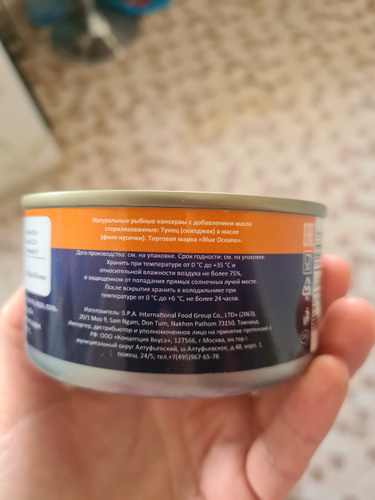 Натуральные рыбные консервы с добавлением масла
стерилизованные: Тунец (скипджек) в масле
(филе-кусочки). Торговая марка «Blue Oceano».
Дата производства: см. на упаковке. Срок годности: см. на упаковке.
Хранить при температуре от 0 °С до +35 °С и
относительной влажности воздуха не более 75%,
в защищенном от попадания прямых солнечных лучей месте.
После вскрытия хранить в холодильнике при
температуре от 0 °С до +6 °С, не более 24 часов.
Изготовитель: S.P.A. International Food Group Co., LTD» (2063),
20/1 Moo 9, Sam Ngam, Don Tum, Nakhon Pathom 73150, Таиланд.
Импортер, дистрибьютор и уполномоченное лицо на принятие претензий в
РФ: ООО «Концепция Вкуса», 127566, г Москва, вн.тер.г.
муниципальный округ Алтуфьевский, ш Алтуфьевское, д 48, корп. 1,
помещ. 24/5; тел.+7(495)967-65-78.